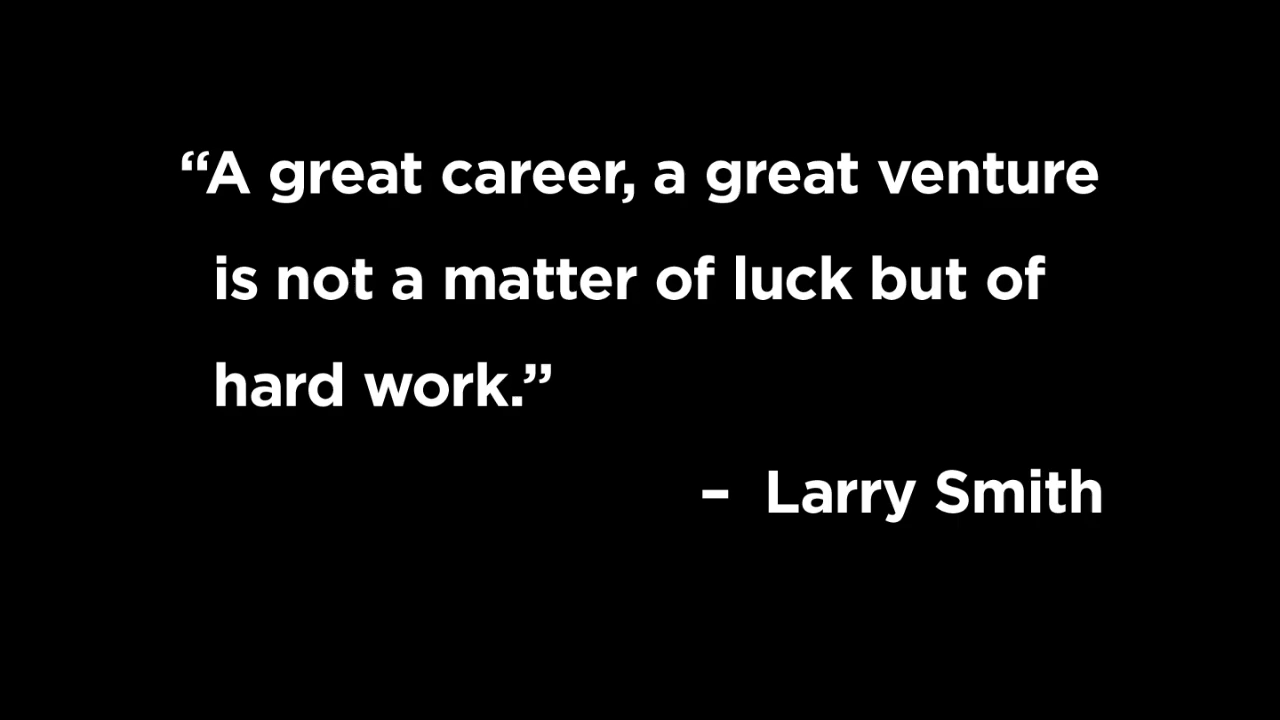 “A great career, a great venture
is not a matter of luck but of
hard work.”
– Larry Smith